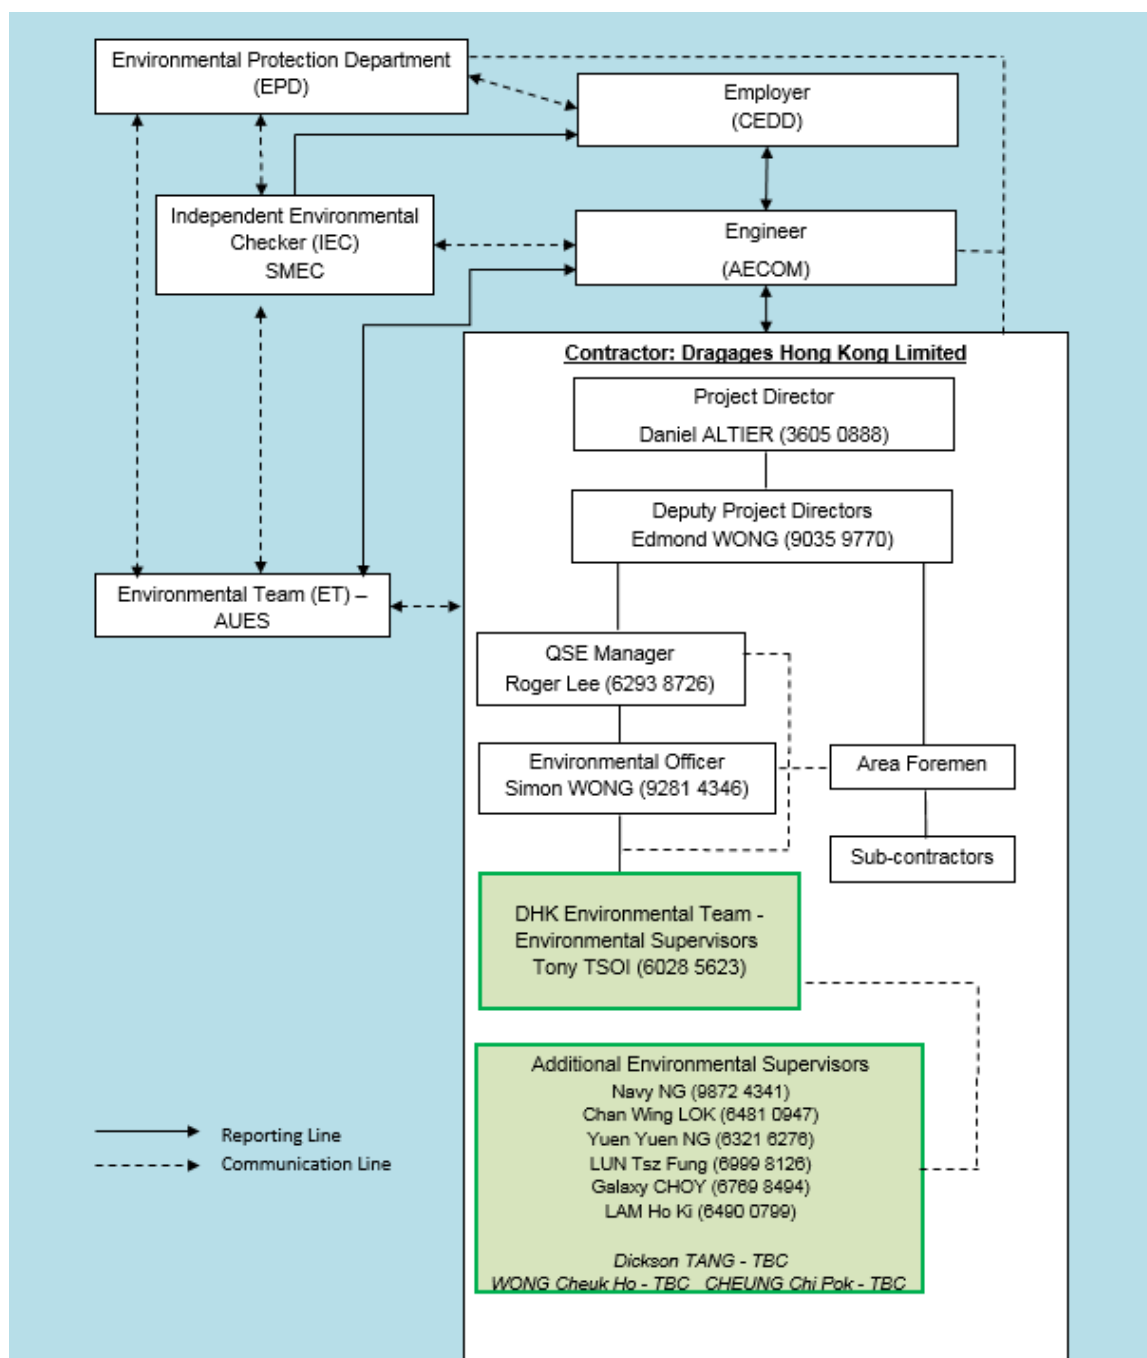 Environmental Protection Department
(EPD)
Employer
(CEDD)
Independent Environmental
Checker (IEC)
SMEC
Engineer
(AECOM)
Contractor: Dragages Hong Kong Limited
Project Director
Daniel ALTIER (3605 0888)
Deputy Project Directors
Edmond WONG (9035 9770)
Environmental Team (ET) –
AUES
QSE Manager
Roger Lee (6293 8726)
Environmental Officer
Simon WONG (9281 4346)
Area Foremen
Sub-contractors
DHK Environmental Team -
Environmental Supervisors
Tony TSOI (6028 5623)
Additional Environmental Supervisors
Navy NG (9872 4341)
Chan Wing LOK (6481 0947)
Yuen Yuen NG (6321 6276)
LUN Tsz Fung (6999 8126)
Galaxy CHOY (6769 8494)
LAM Ho Ki (6490 0799)
Dickson TANG - TBC
WONG Cheuk Ho - TBC CHEUNG Chi Pok - TBC
Reporting Line
Communication Line